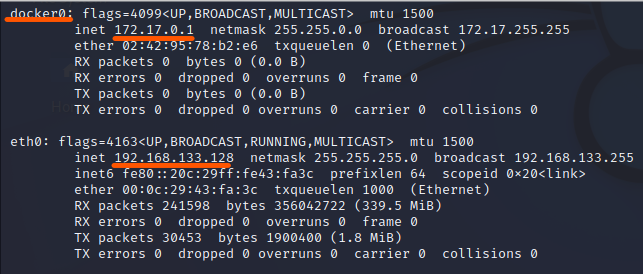 docker0: flags=4099<UP,BROADCAST,MULTICAST>  mtu 1500
        inet 172.17.0.1  netmask 255.255.0.0  broadcast 172.17.255.255
        ether 02:42:95:78:b2:e6  txqueuelen 0  (Ethernet)
        RX packets 0  bytes 0 (0.0 B)
        RX errors 0  dropped 0  overruns 0  frame 0
        TX packets 0  bytes 0 (0.0 B)
        TX errors 0  dropped 0 overruns 0  carrier 0  collisions 0

eth0: flags=4163<UP,BROADCAST,RUNNING,MULTICAST>  mtu 1500
        inet 192.168.133.128  netmask 255.255.255.0  broadcast 192.168.133.255
        inet6 fe80::20c:29ff:fe43:fa3c  prefixlen 64  scopeid 0×20<link>
        ether 00:0c:29:43:fa:3c  txqueuelen 1000  (Ethernet)
        RX packets 241598  bytes 356042722 (339.5 MiB)
        RX errors 0  dropped 0  overruns 0  frame 0
        TX packets 30453  bytes 1900400 (1.8 MiB)
        TX errors 0  dropped 0 overruns 0  carrier 0  collisions 0